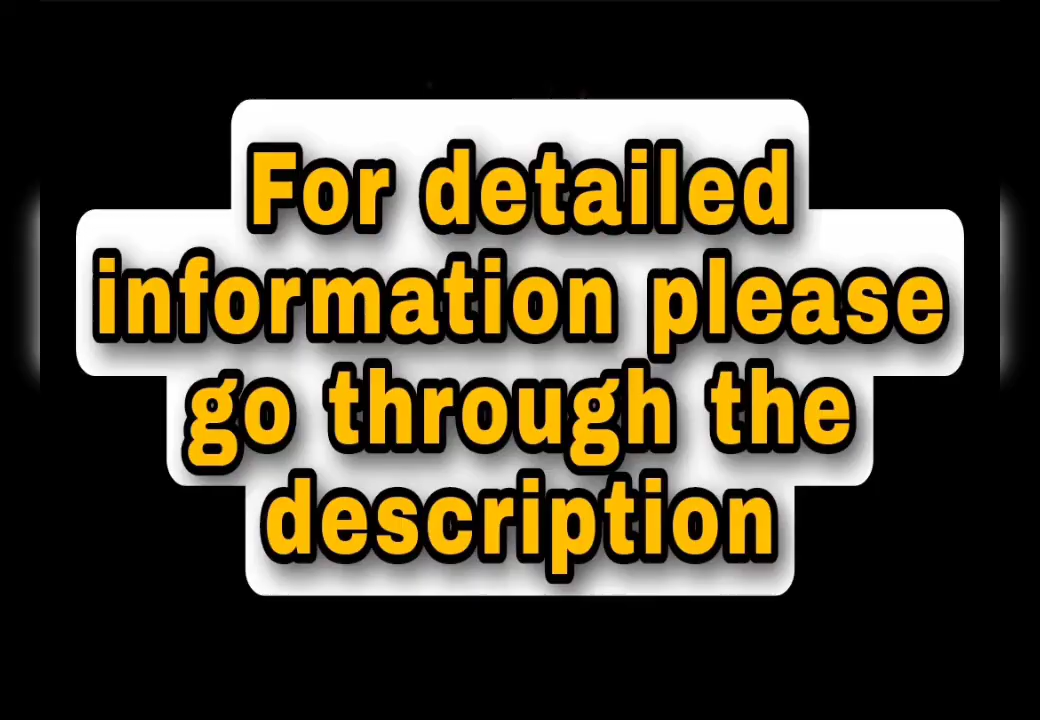 For detailed
information please
go through the
description